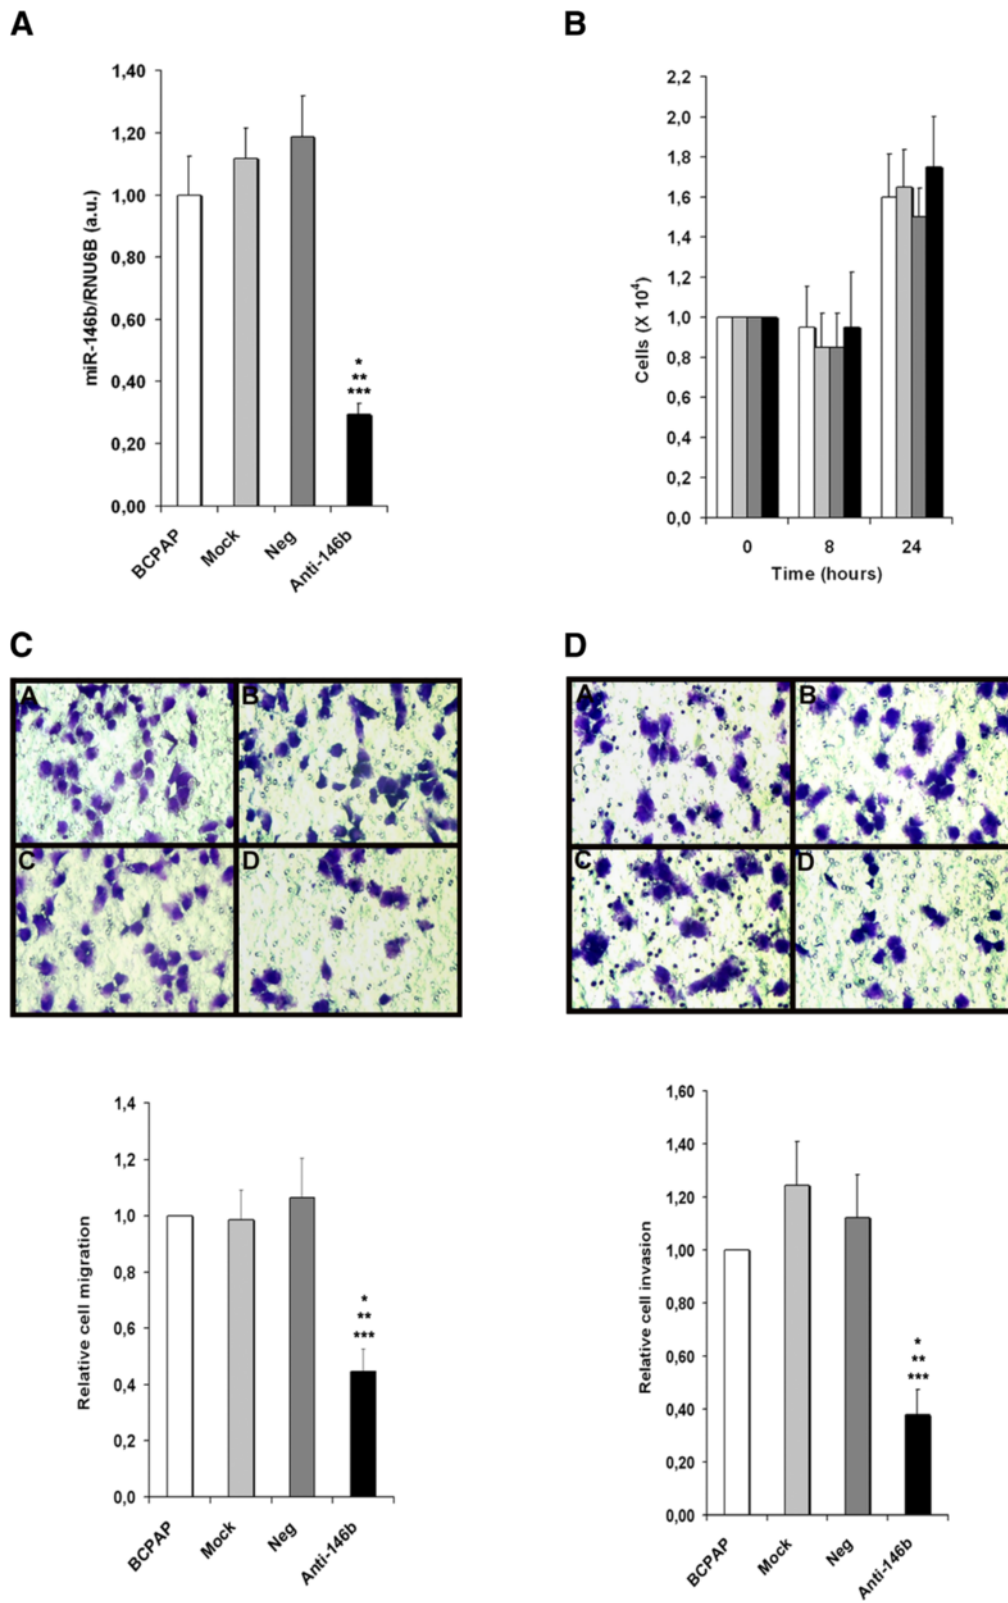 A
1,40
1,20
1,00
0,80
0,60
0,40
0,20
0,00
miR-146b/RNU6B (a.u.)
*
**
***
BCPAP
Mock
Neg
Anti-146b
B
2,2
2,0
1,8
1,6
1,4
1,2
1,0
0,8
0,6
0,4
0,2
0,0
Cells (X 10⁴)
0
8
24
Time (hours)
C
A
B
C
D
1,4
1,2
1,0
0,8
0,6
0,4
0,2
0,0
Relative cell migration
*
**
***
BCPAP
Mock
Neg
Anti-146b
D
A
B
C
D
1,60
1,40
1,20
1,00
0,80
0,60
0,40
0,20
0,00
Relative cell invasion
*
**
***
BCPAP
Mock
Neg
Anti-146b